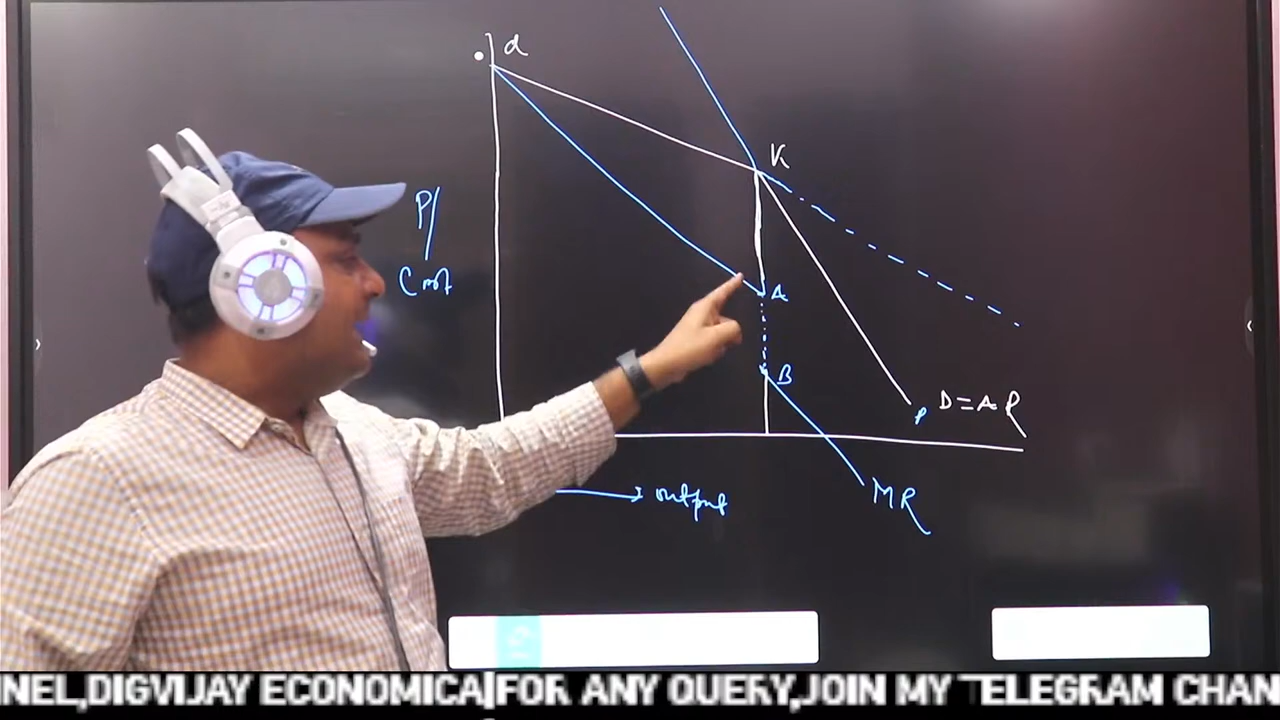 d
K
P/
Cost
A
B
P D=AR
output
MR
NEL,DIGVIJAY ECONOMICA|FOR ANY QUERY,JOIN MY TELEGRAM CHAN